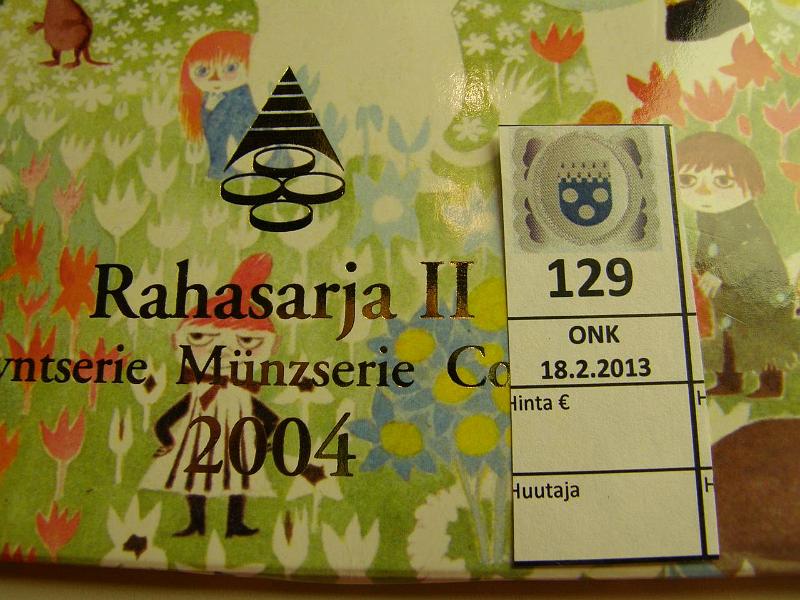 Rahasarja II
yntserie Münzserie Co
2004
129
ONK
18.2.2013
Hinta €
H
Huutaja
H